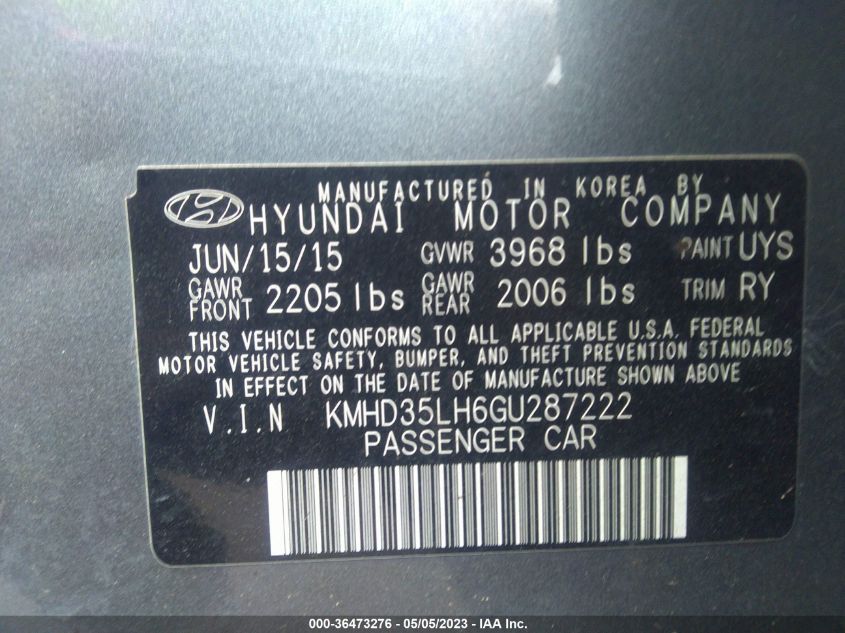 MANUFACTURED IN KOREA BY
HYUNDAI MOTOR COMPANY
JUN/15/15 GVWR 3968 lbs PAINT UYS
GAWR FRONT 2205 lbs GAWR REAR 2006 lbs TRIM RY
THIS VEHICLE CONFORMS TO ALL APPLICABLE U.S.A. FEDERAL
MOTOR VEHICLE SAFETY, BUMPER, AND THEFT PREVENTION STANDARDS
IN EFFECT ON THE DATE OF MANUFACTURE SHOWN ABOVE
V.I.N KMHD35LH6GU287222
PASSENGER CAR
000-36473276 - 05/05/2023 - IAA Inc.